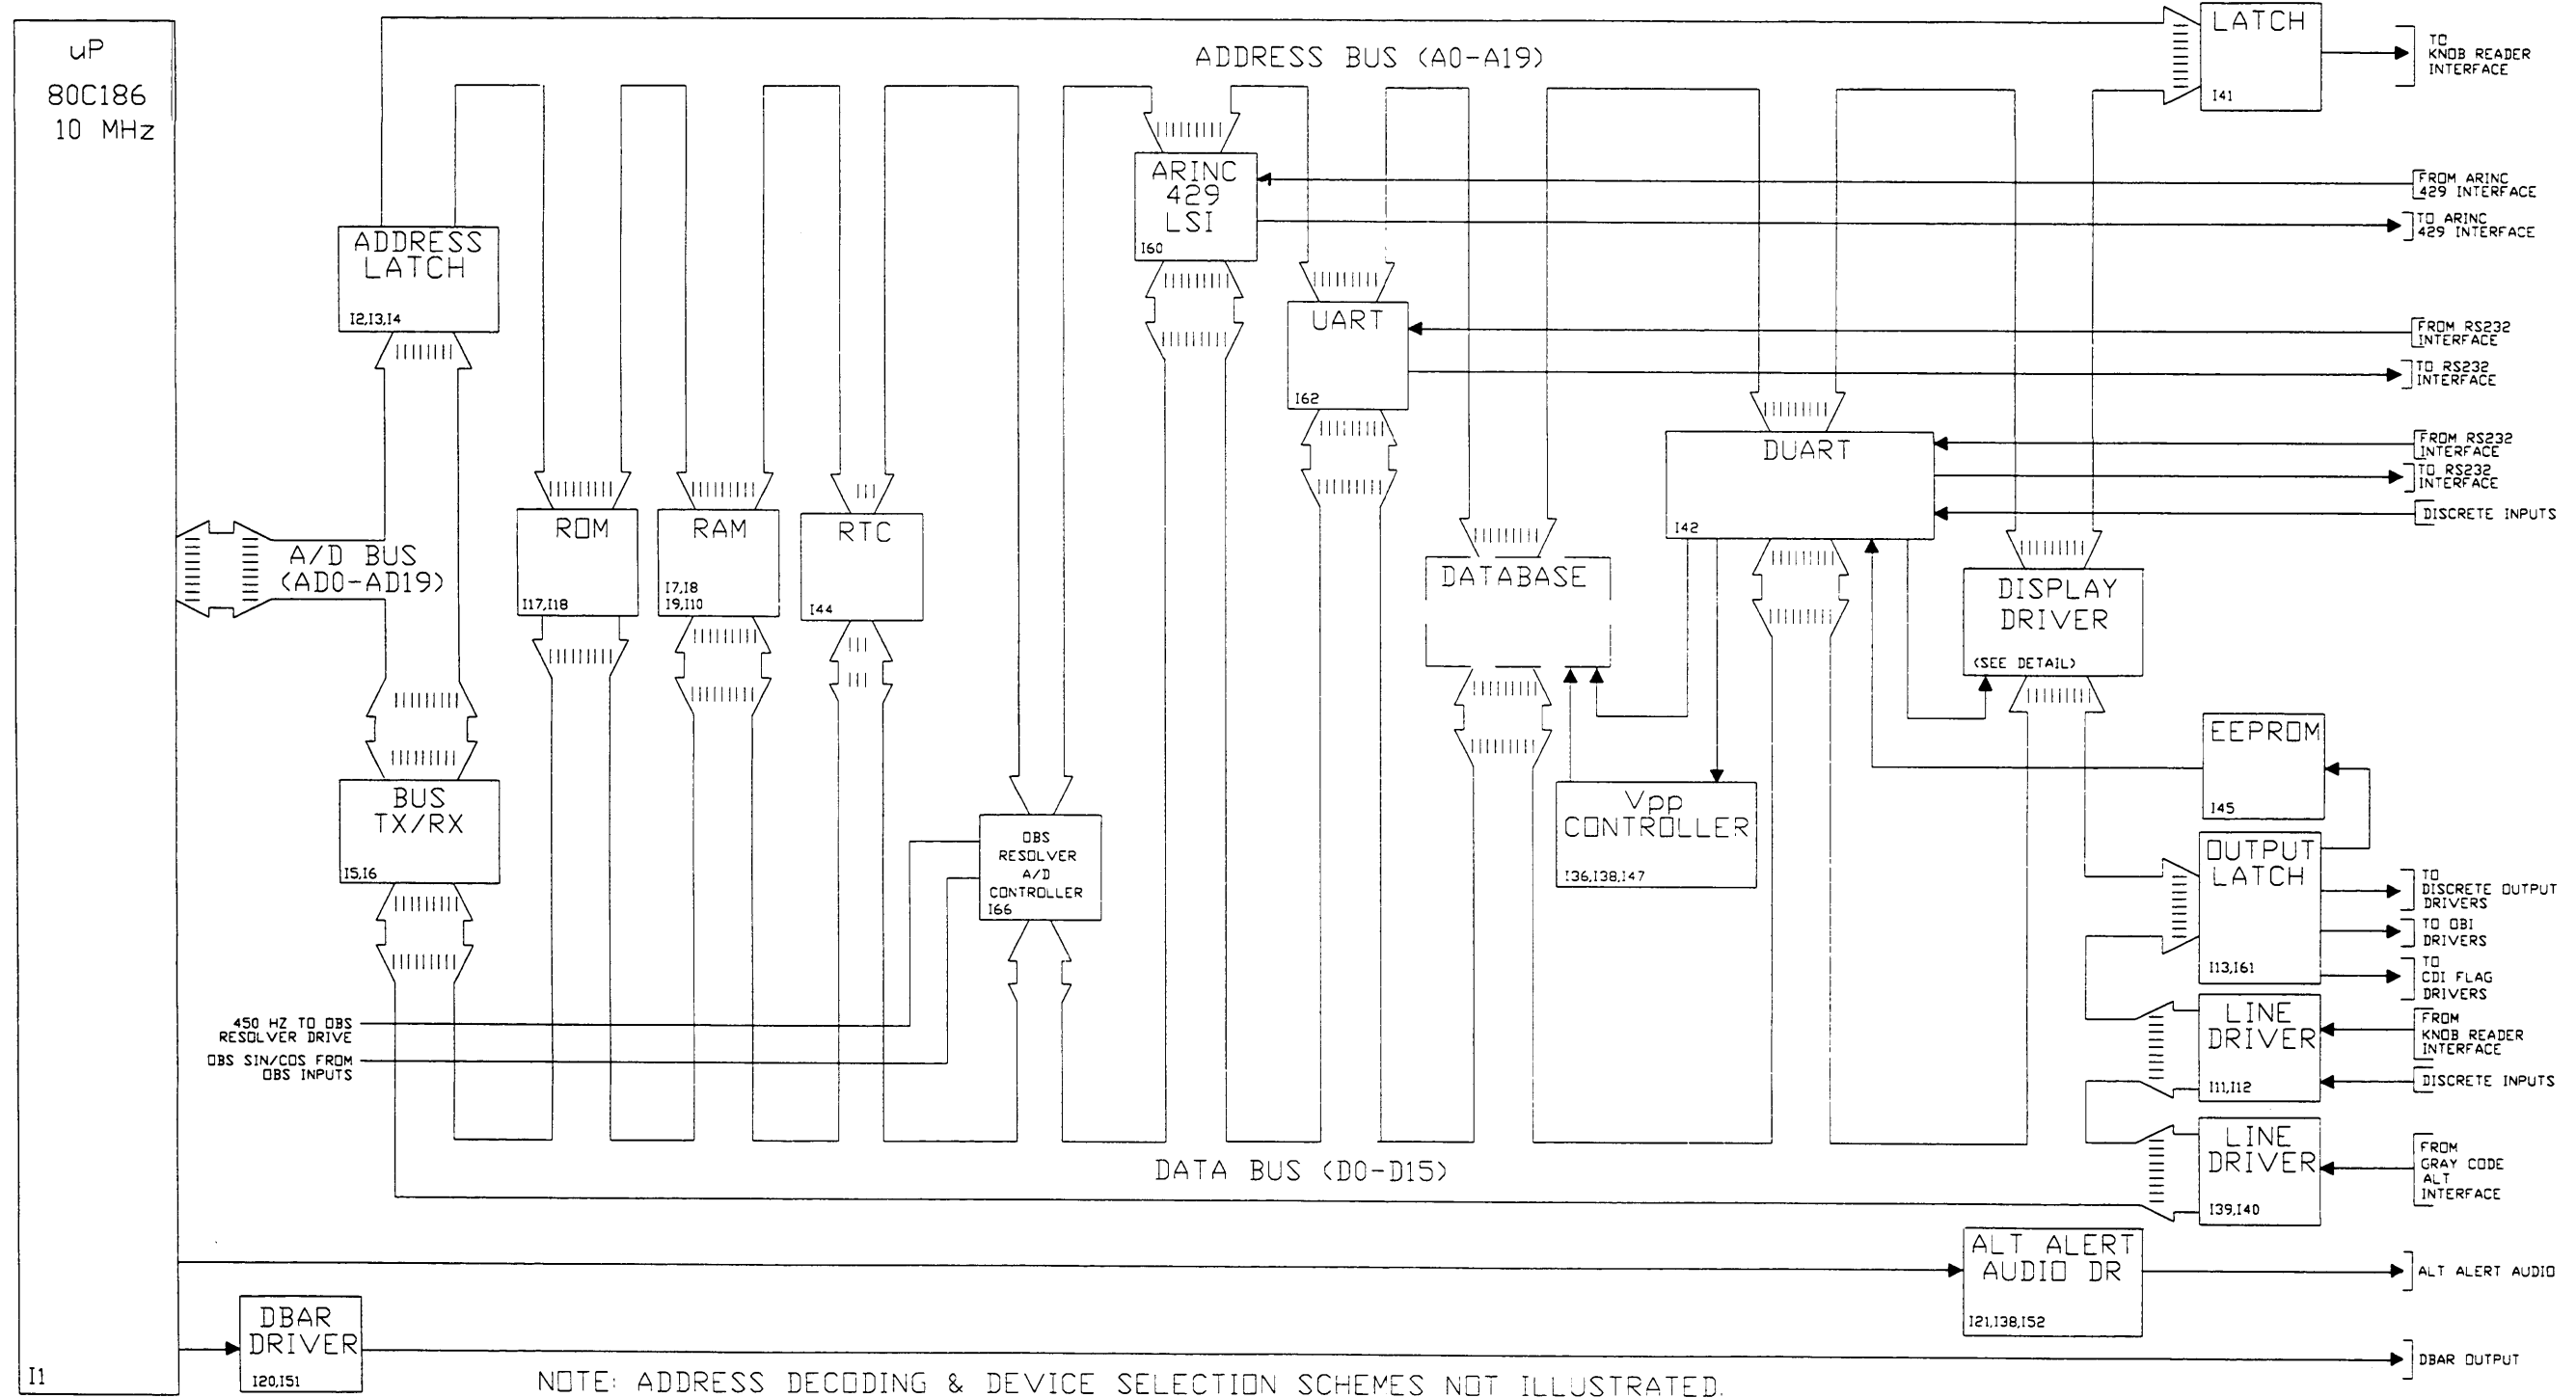 uP
80C186
10 MHz
I1
ADDRESS BUS (A0-A19)
LATCH
I41
TO
KNOB READER
INTERFACE
ADDRESS
LATCH
I2,I3,I4
ARINC
429
LSI
I60
FROM ARINC
429 INTERFACE
TO ARINC
429 INTERFACE
UART
I62
FROM RS232
INTERFACE
TO RS232
INTERFACE
DUART
I42
FROM RS232
INTERFACE
TO RS232
INTERFACE
DISCRETE INPUTS
A/D BUS
(AD0-AD19)
ROM
I17,I18
RAM
I7,I8
I9,I10
RTC
I44
DATABASE
DISPLAY
DRIVER
(SEE DETAIL)
BUS
TX/RX
I5,I6
OBS
RESOLVER
A/D
CONTROLLER
I66
Vpp
CONTROLLER
I36,I38,I47
EEPROM
I45
OUTPUT
LATCH
I13,I61
TO
DISCRETE OUTPUT
DRIVERS
TO OBI
DRIVERS
TO
CDI FLAG
DRIVERS
450 HZ TO OBS
RESOLVER DRIVE
OBS SIN/COS FROM
OBS INPUTS
LINE
DRIVER
I11,I12
FROM
KNOB READER
INTERFACE
DISCRETE INPUTS
DATA BUS (D0-D15)
LINE
DRIVER
I39,I40
FROM
GRAY CODE
ALT
INTERFACE
ALT ALERT
AUDIO DR
I21,I38,I52
ALT ALERT AUDIO
DBAR
DRIVER
I20,I51
DBAR OUTPUT
NOTE: ADDRESS DECODING & DEVICE SELECTION SCHEMES NOT ILLUSTRATED.